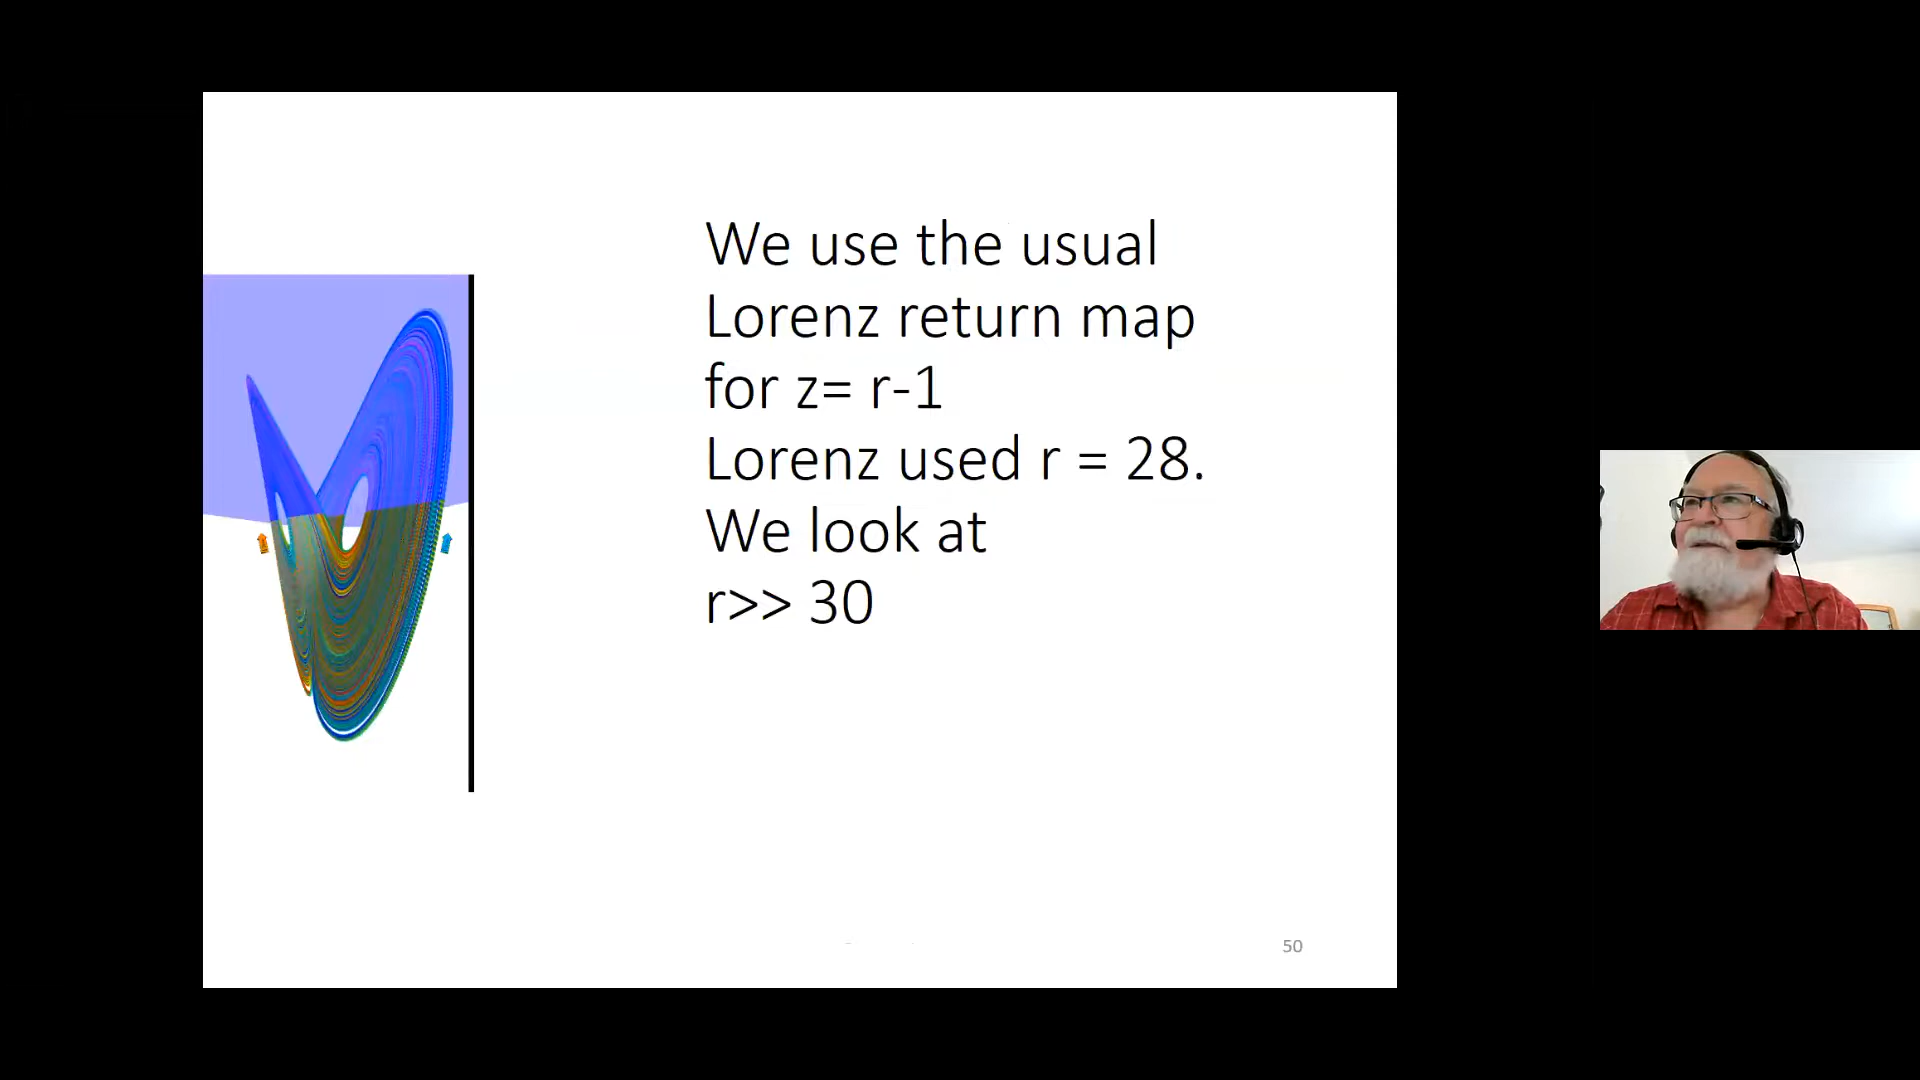 We use the usual
Lorenz return map
for z= r-1
Lorenz used r = 28.
We look at
r>> 30
50